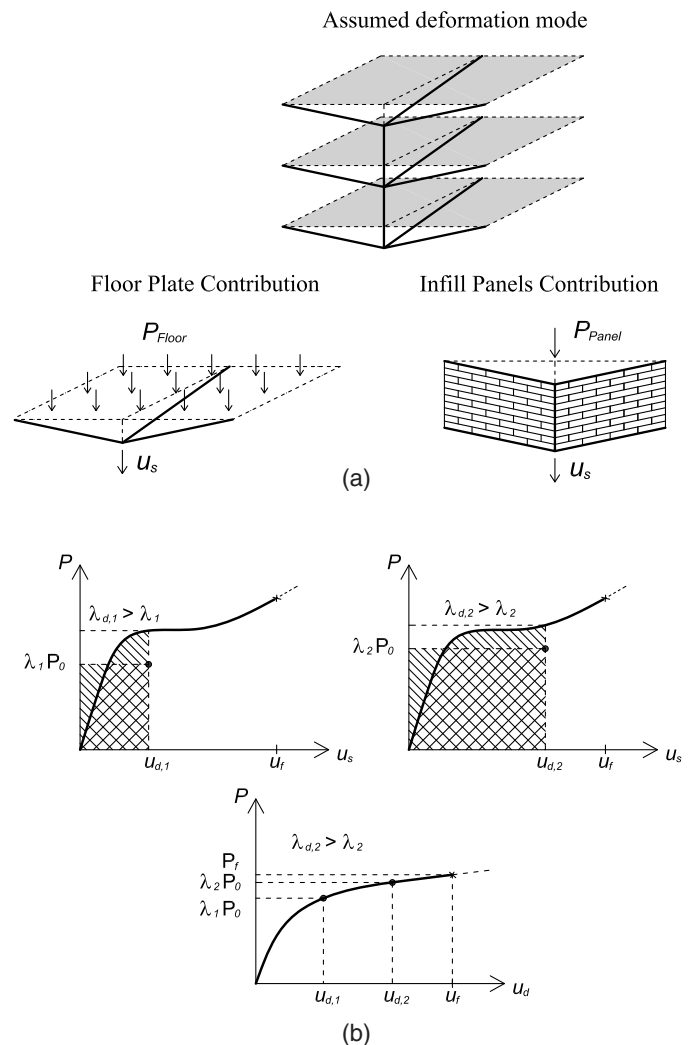 Assumed deformation mode
Floor Plate Contribution
Infill Panels Contribution
P_Floor
P_Panel
u_s
u_s
(a)
P
λ_d,1 > λ_1
λ_1 P_0
u_d,1
u_f
u_s
P
λ_d,2 > λ_2
λ_2 P_0
u_d,2
u_f
u_s
P
λ_d,2 > λ_2
P_f
λ_2 P_0
λ_1 P_0
u_d,1
u_d,2
u_f
u_d
(b)